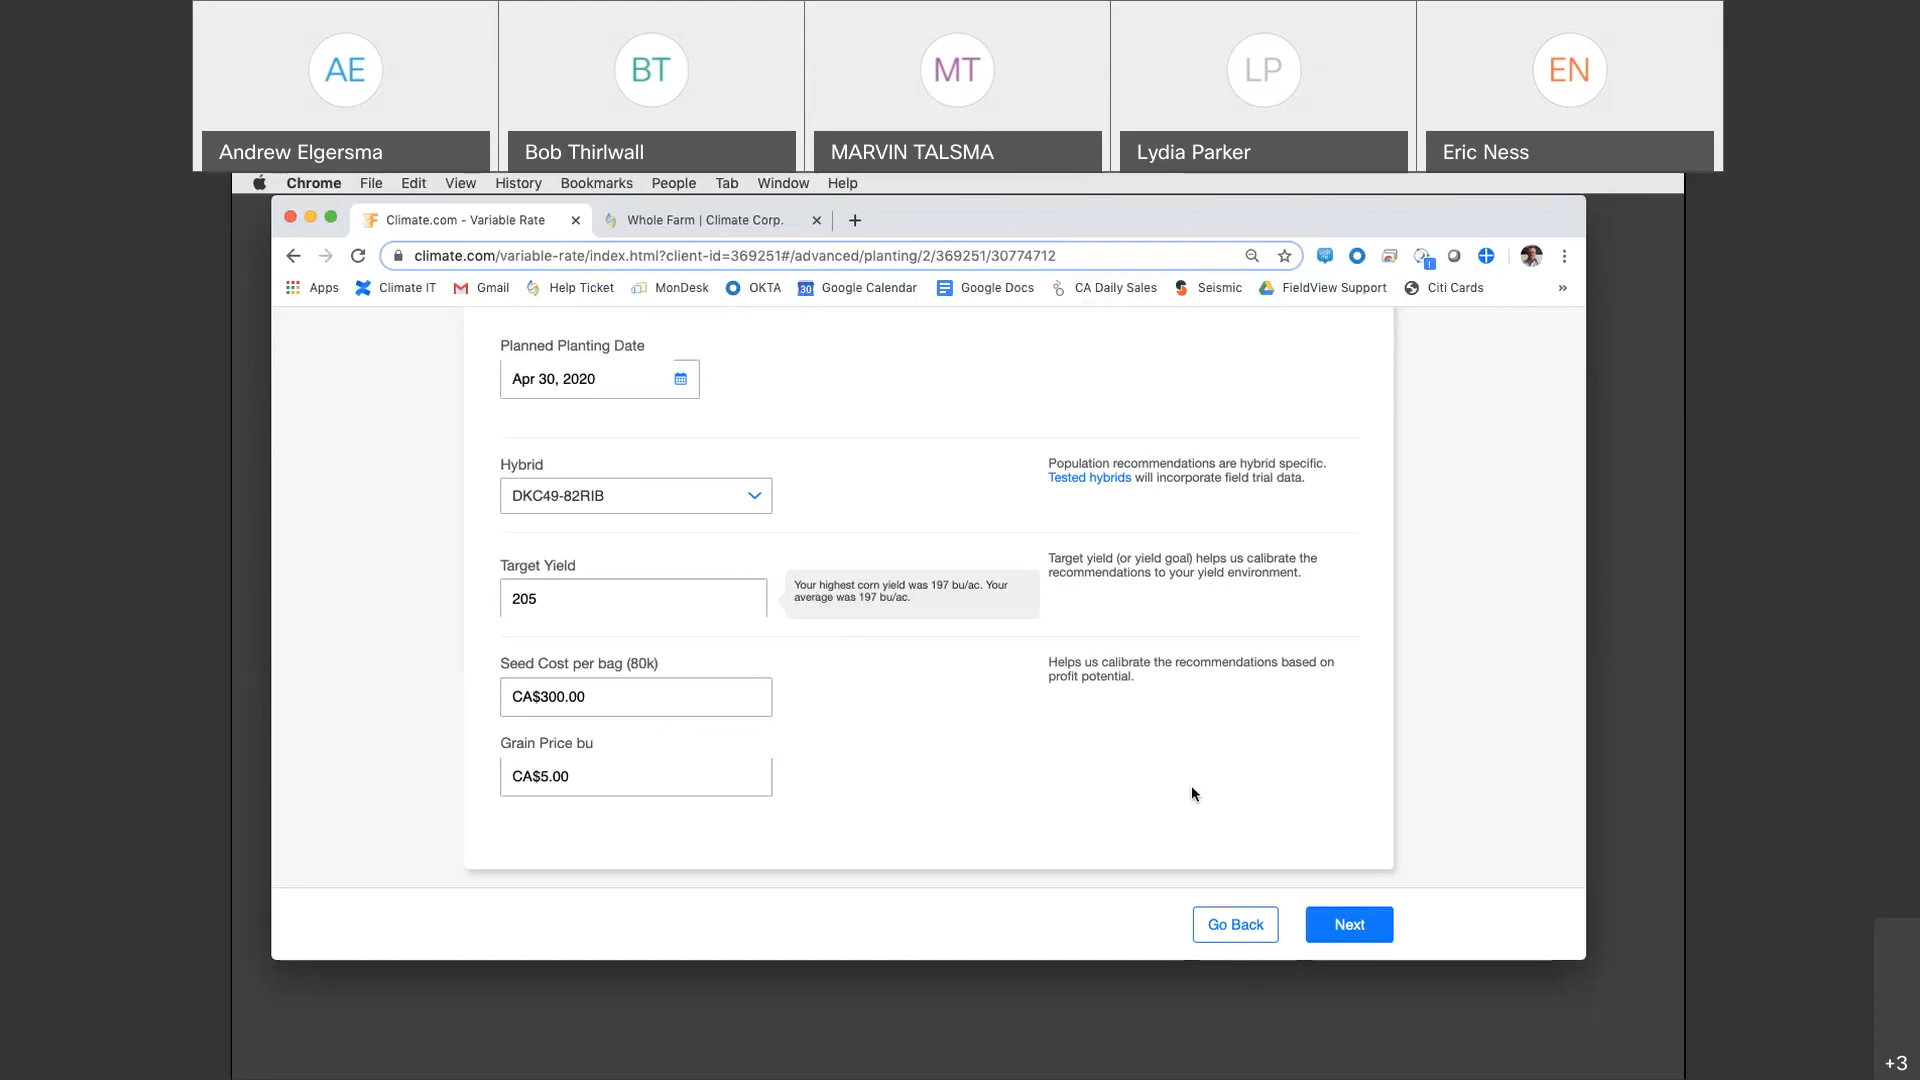 AE
BT
MT
LP
EN
Andrew Elgersma
Bob Thirlwall
MARVIN TALSMA
Lydia Parker
Eric Ness
Chrome File Edit View History Bookmarks People Tab Window Help
Climate.com - Variable Rate
Whole Farm | Climate Corp.
climate.com/variable-rate/index.html?client-id=369251#/advanced/planting/2/369251/30774712
Apps Climate IT Gmail Help Ticket MonDesk OKTA 30 Google Calendar Google Docs CA Daily Sales Seismic FieldView Support Citi Cards »
Planned Planting Date
Apr 30, 2020
Hybrid
DKC49-82RIB
Population recommendations are hybrid specific.
Tested hybrids will incorporate field trial data.
Target Yield
205
Your highest corn yield was 197 bu/ac. Your
average was 197 bu/ac.
Target yield (or yield goal) helps us calibrate the
recommendations to your yield environment.
Seed Cost per bag (80k)
CA$300.00
Helps us calibrate the recommendations based on
profit potential.
Grain Price bu
CA$5.00
Go Back
Next
+3